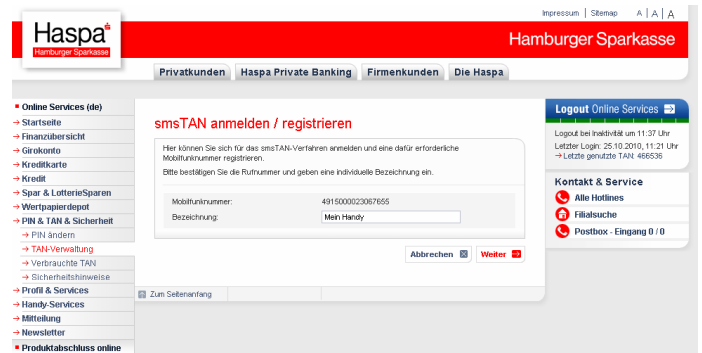 Impressum | Sitemap A | A | A
Haspa
Hamburger Sparkasse
Hamburger Sparkasse
Privatkunden Haspa Private Banking Firmenkunden Die Haspa
Online Services (de)
Startseite
Finanzübersicht
Girokonto
Kreditkarte
Kredit
Spar & LotterieSparen
Wertpapierdepot
PIN & TAN & Sicherheit
PIN ändern
TAN-Verwaltung
Verbrauchte TAN
Sicherheitshinweise
Profil & Services
Handy-Services
Mitteilung
Newsletter
Produktabschluss online
smsTAN anmelden / registrieren
Hier können Sie sich für das smsTAN-Verfahren anmelden und eine dafür erforderliche
Mobilfunknummer registrieren.
Bitte bestätigen Sie die Rufnummer und geben eine individuelle Bezeichnung ein.
Mobilfunknummer: 4915000023067655
Bezeichnung: Mein Handy
Abbrechen Weiter
Zum Seitenanfang
Logout Online Services
Logout bei Inaktivität um 11:37 Uhr
Letzter Login: 25.10.2010, 11:21 Uhr
Letzte genutzte TAN: 466536
Kontakt & Service
Alle Hotlines
Filialsuche
Postbox - Eingang 0 / 0